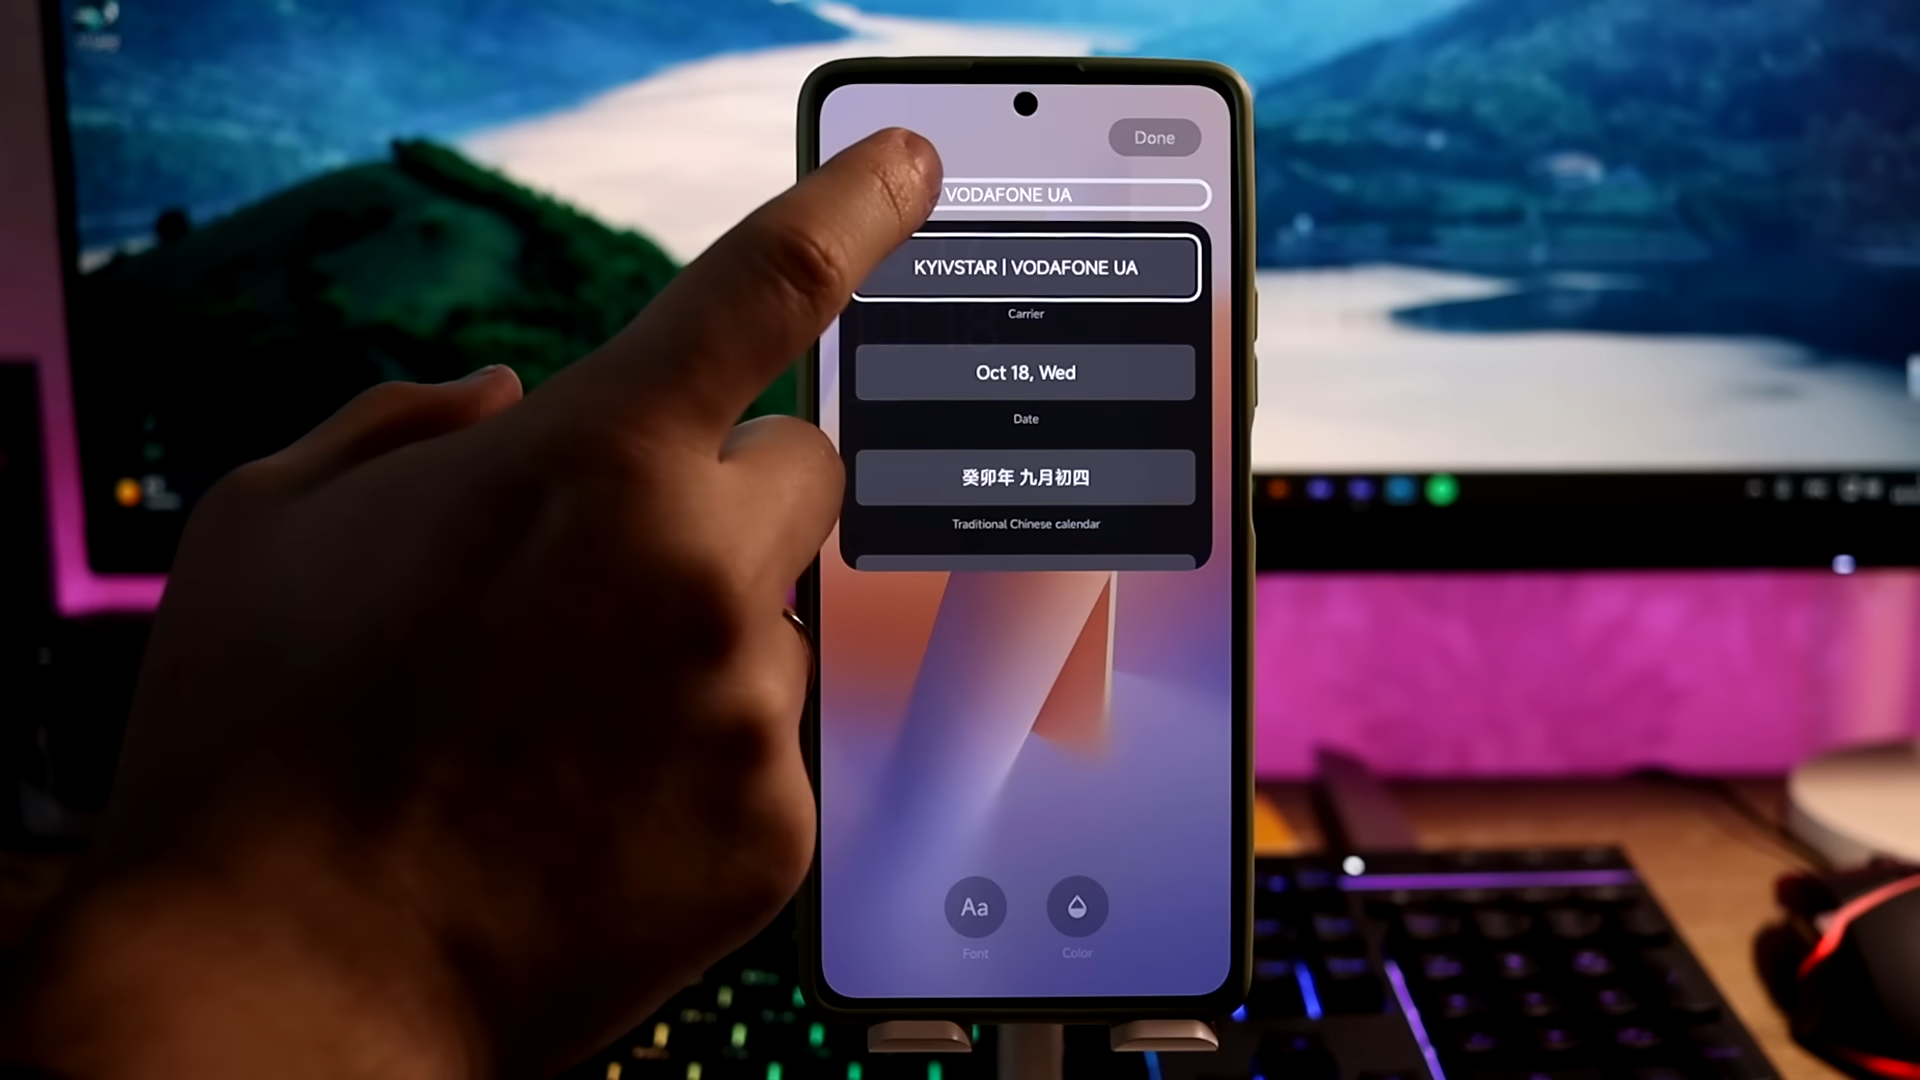 Done
VODAFONE UA
KYIVSTAR | VODAFONE UA
Carrier
Oct 18, Wed
Date
癸卯年 九月初四
Traditional Chinese calendar
Aa
Font
Color